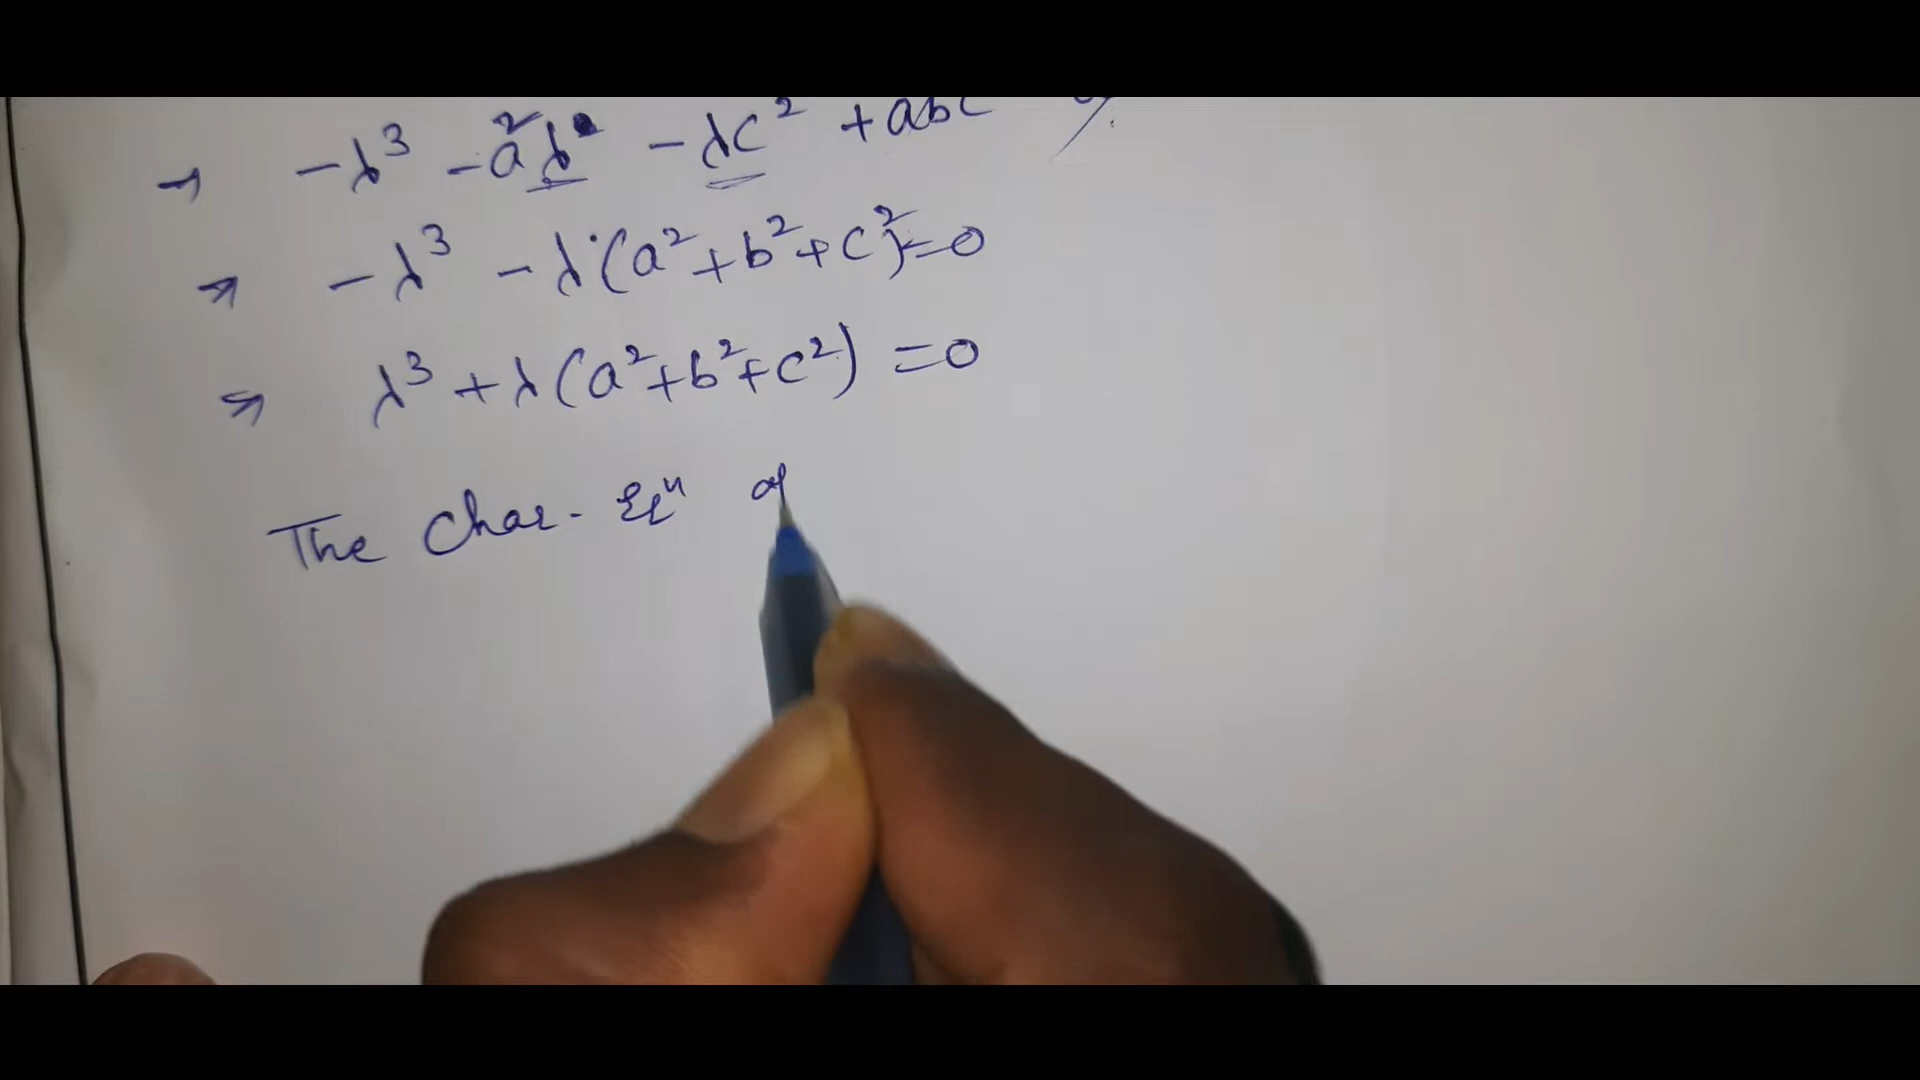 → -λ³ - a²λ - λc² + abc
⇒ -λ³ - λ(a² + b² + c²) = 0
⇒ λ³ + λ(a² + b² + c²) = 0
The Char. Eqⁿ of